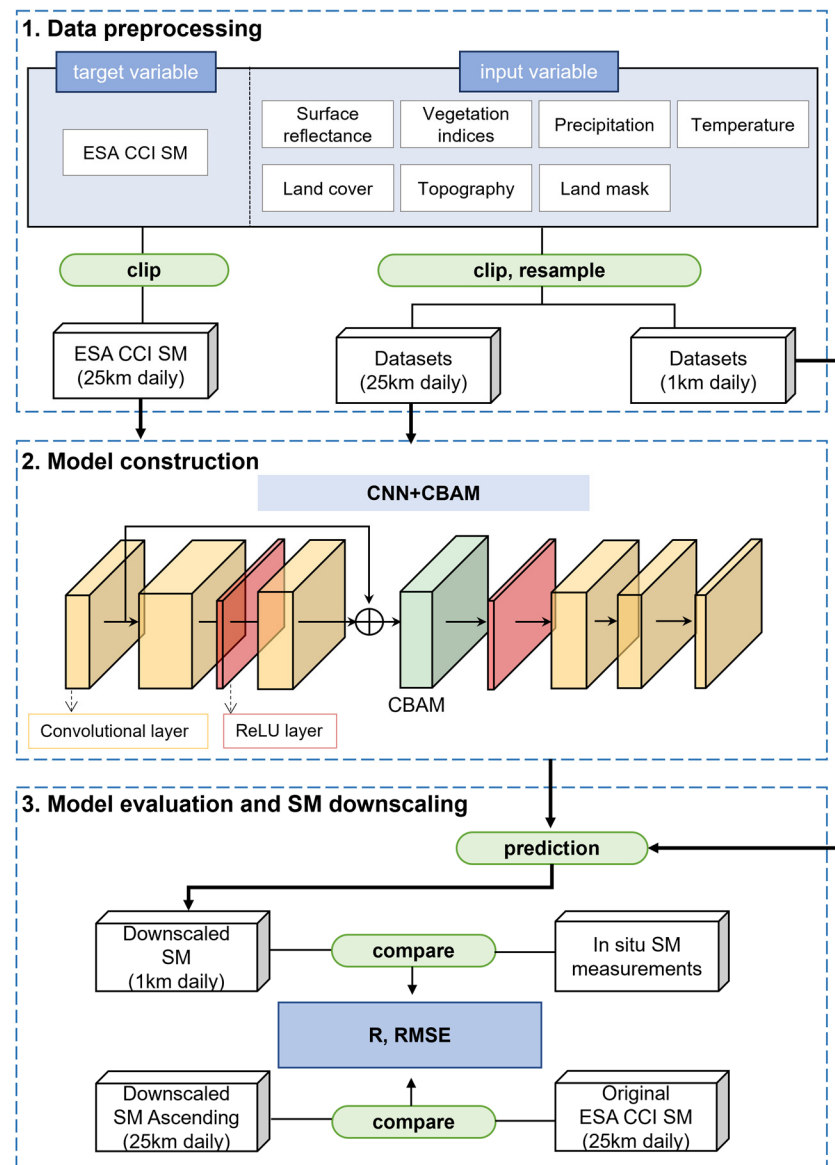 1. Data preprocessing
target variable
input variable
ESA CCI SM
Surface
reflectance
Vegetation
indices
Precipitation
Temperature
Land cover
Topography
Land mask
clip
clip, resample
ESA CCI SM
(25km daily)
Datasets
(25km daily)
Datasets
(1km daily)
2. Model construction
CNN+CBAM
CBAM
Convolutional layer
ReLU layer
3. Model evaluation and SM downscaling
prediction
Downscaled
SM
(1km daily)
compare
In situ SM
measurements
R, RMSE
Downscaled
SM Ascending
(25km daily)
compare
Original
ESA CCI SM
(25km daily)